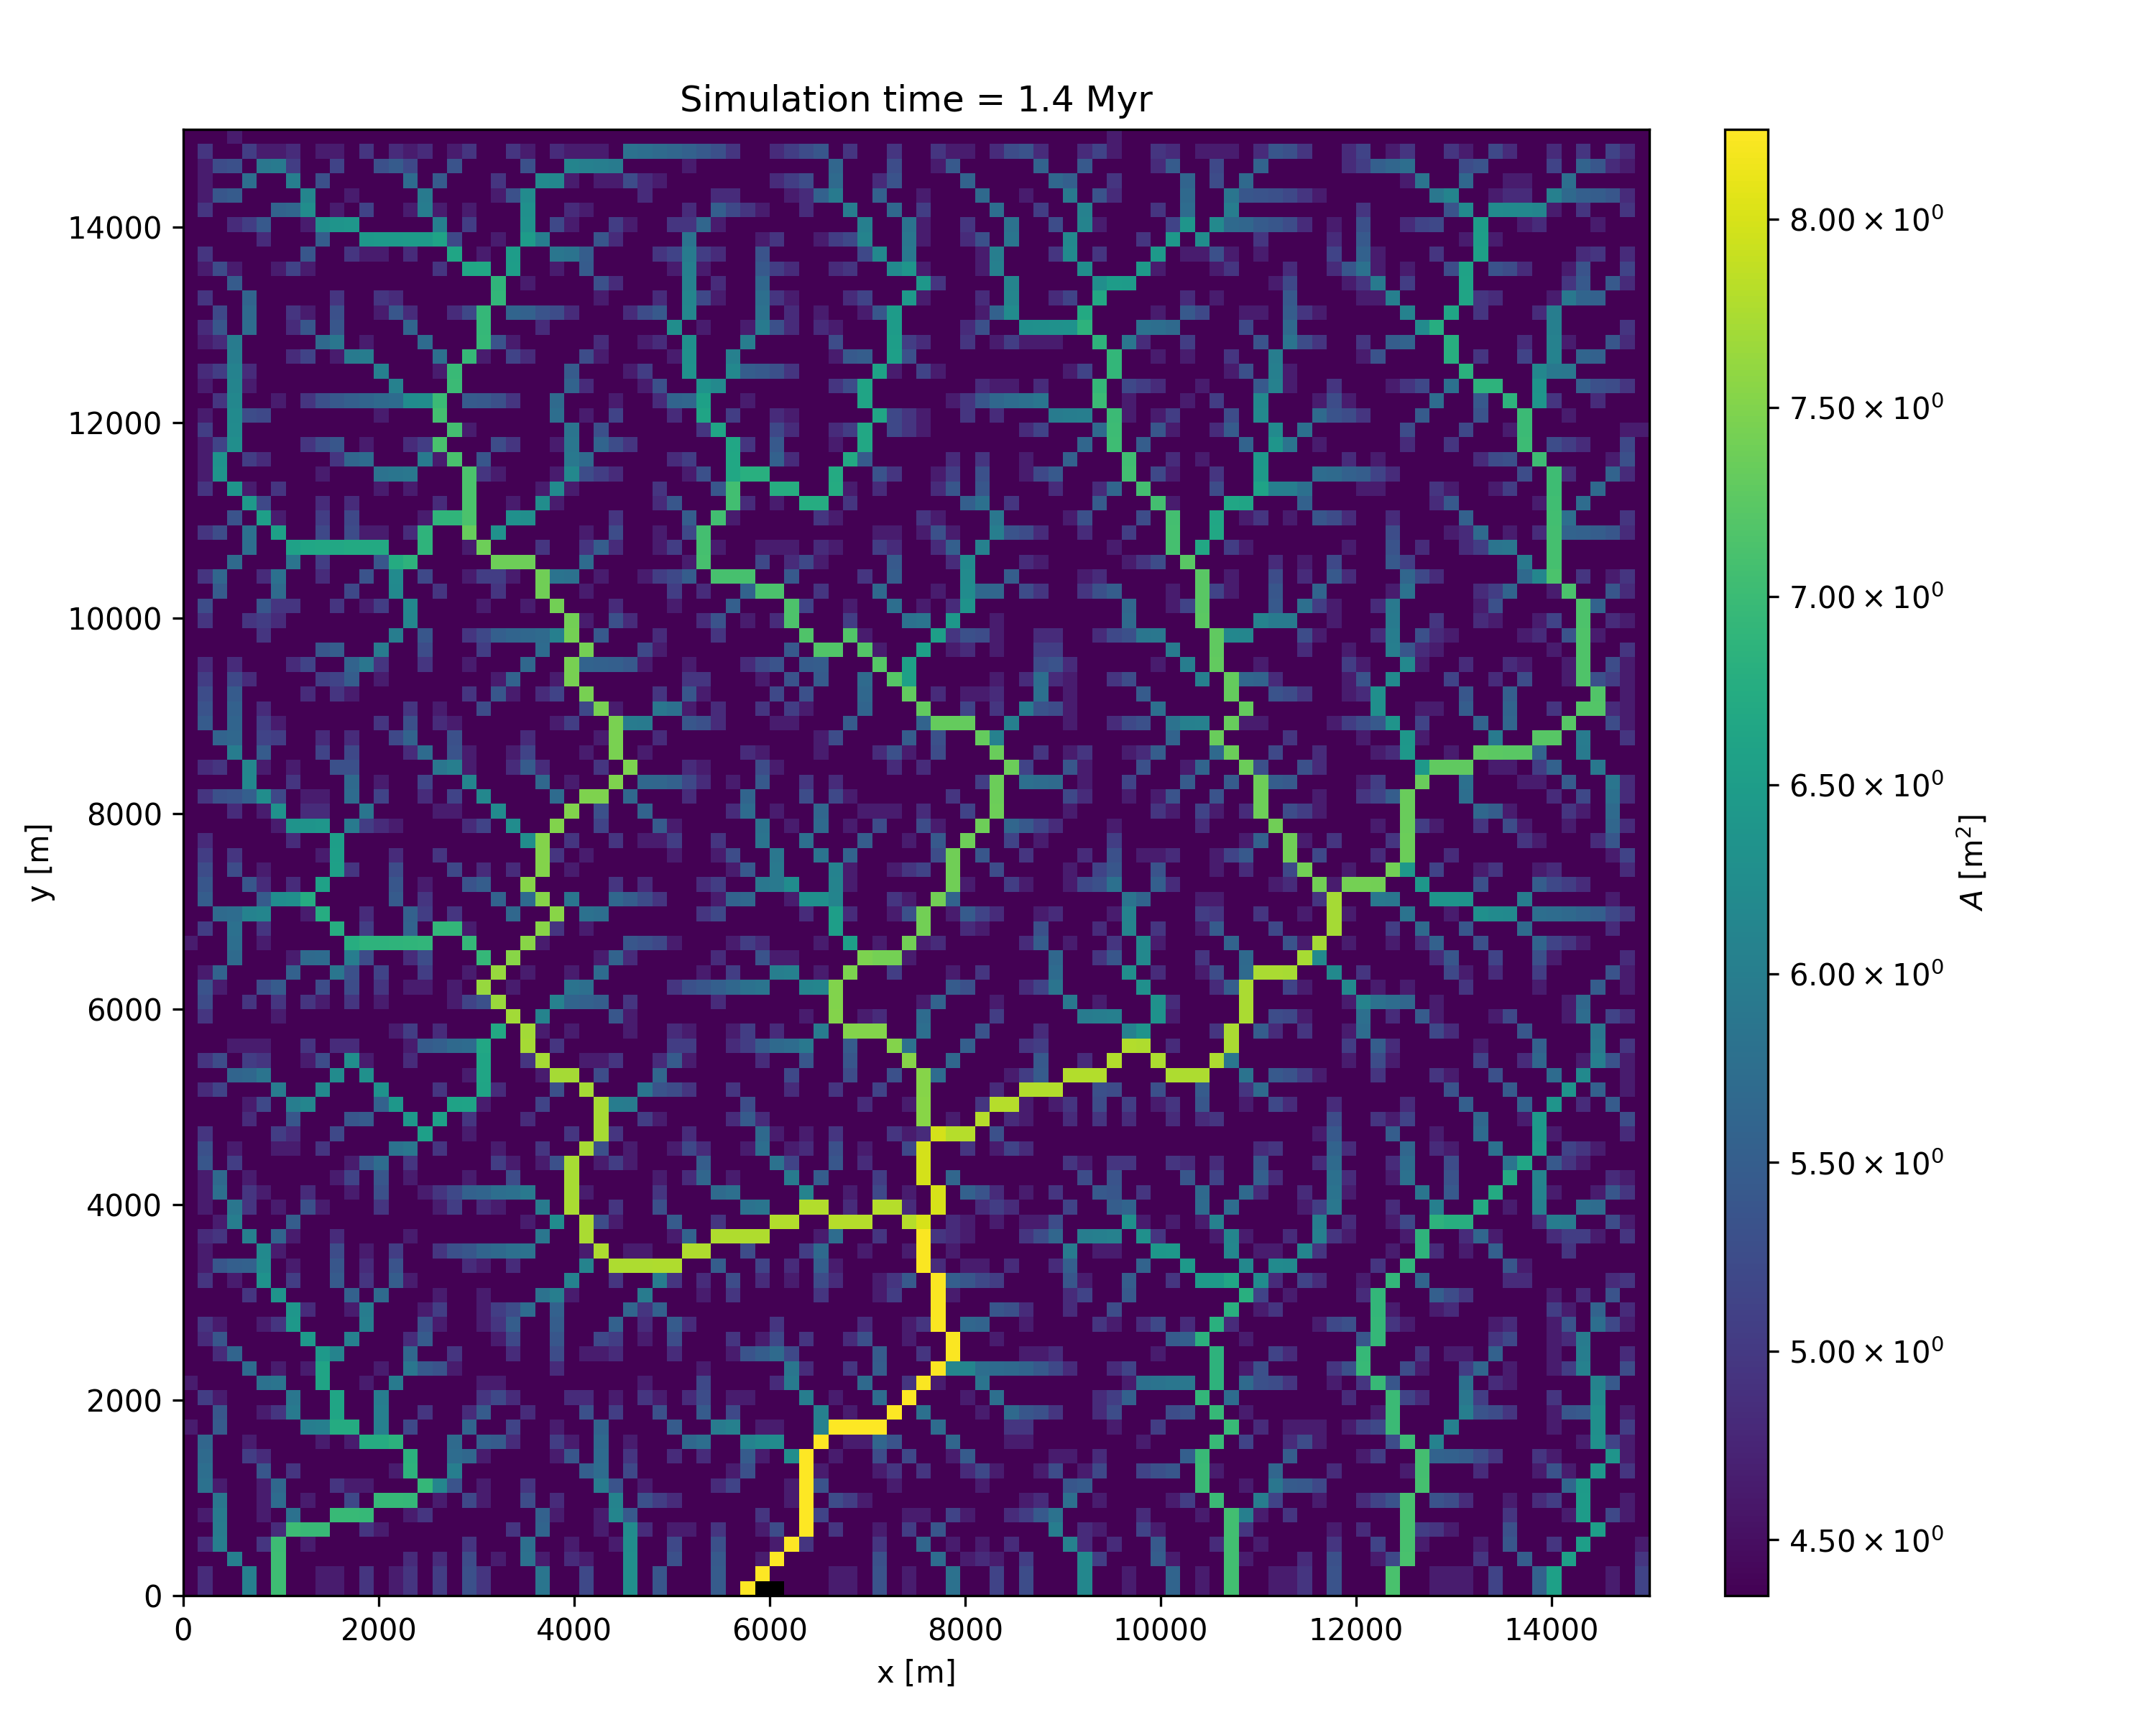 Simulation time = 1.4 Myr
14000
12000
10000
8000
6000
4000
2000
0
y [m]
0 2000 4000 6000 8000 10000 12000 14000
x [m]
8.00 × 10⁰
7.50 × 10⁰
7.00 × 10⁰
6.50 × 10⁰
6.00 × 10⁰
5.50 × 10⁰
5.00 × 10⁰
4.50 × 10⁰
A [m²]